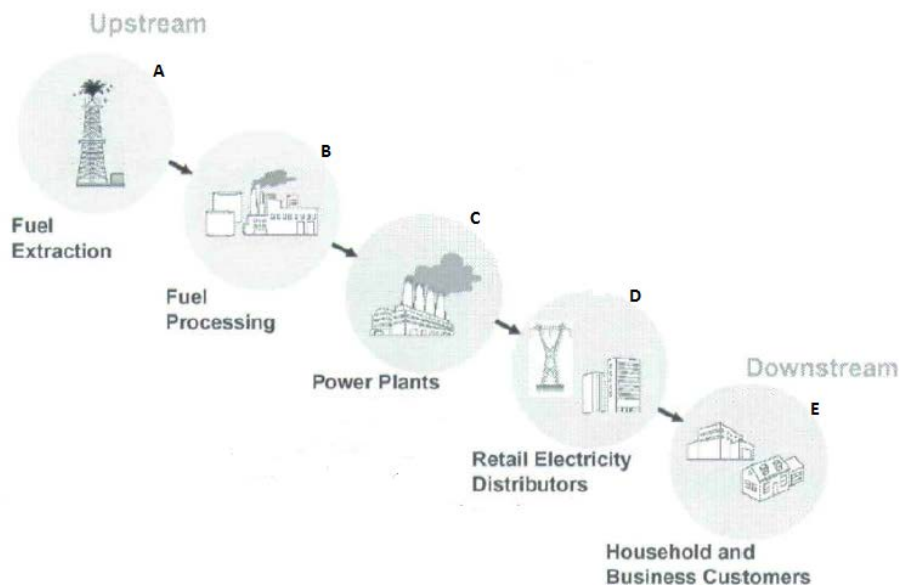 Upstream
A
Fuel
Extraction
B
Fuel
Processing
C
Power Plants
D
Retail Electricity
Distributors
Downstream
E
Household and
Business Customers